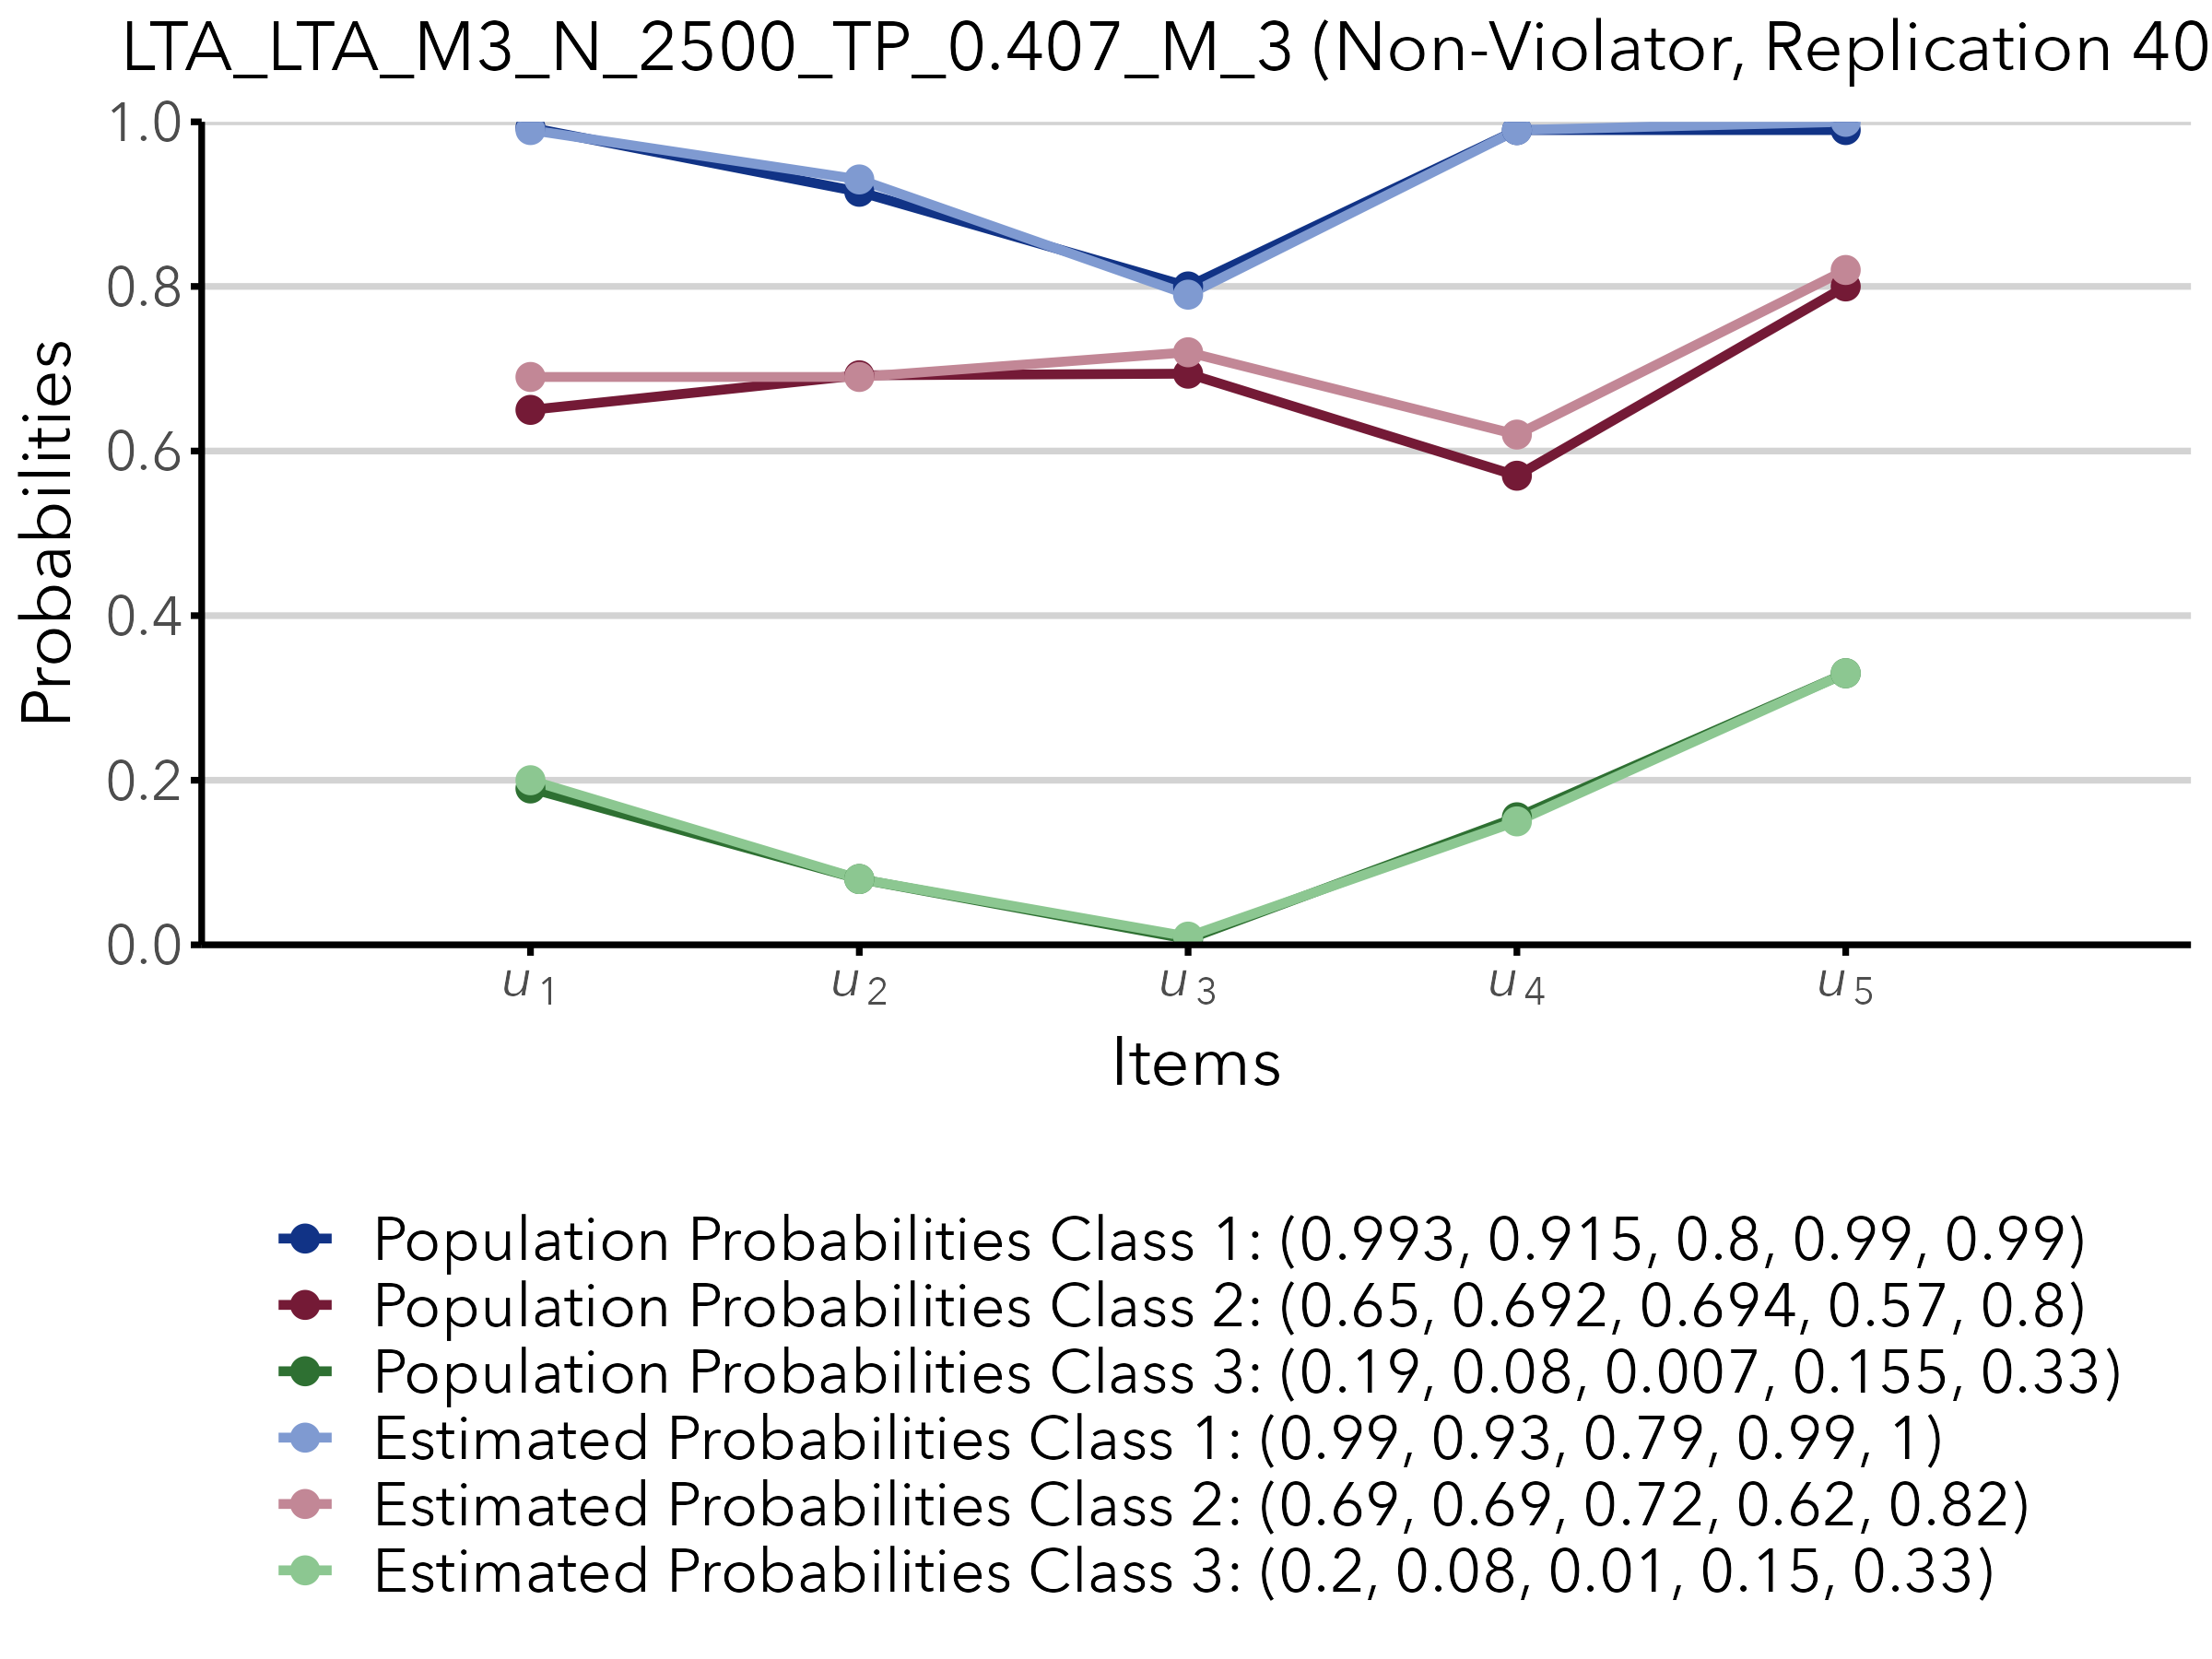 LTA_LTA_M3_N_2500_TP_0.407_M_3 (Non-Violator, Replication 40
1.0
0.8
0.6
0.4
0.2
0.0
Probabilities
u1 u2 u3 u4 u5
Items
Population Probabilities Class 1: (0.993, 0.915, 0.8, 0.99, 0.99)
Population Probabilities Class 2: (0.65, 0.692, 0.694, 0.57, 0.8)
Population Probabilities Class 3: (0.19, 0.08, 0.007, 0.155, 0.33)
Estimated Probabilities Class 1: (0.99, 0.93, 0.79, 0.99, 1)
Estimated Probabilities Class 2: (0.69, 0.69, 0.72, 0.62, 0.82)
Estimated Probabilities Class 3: (0.2, 0.08, 0.01, 0.15, 0.33)